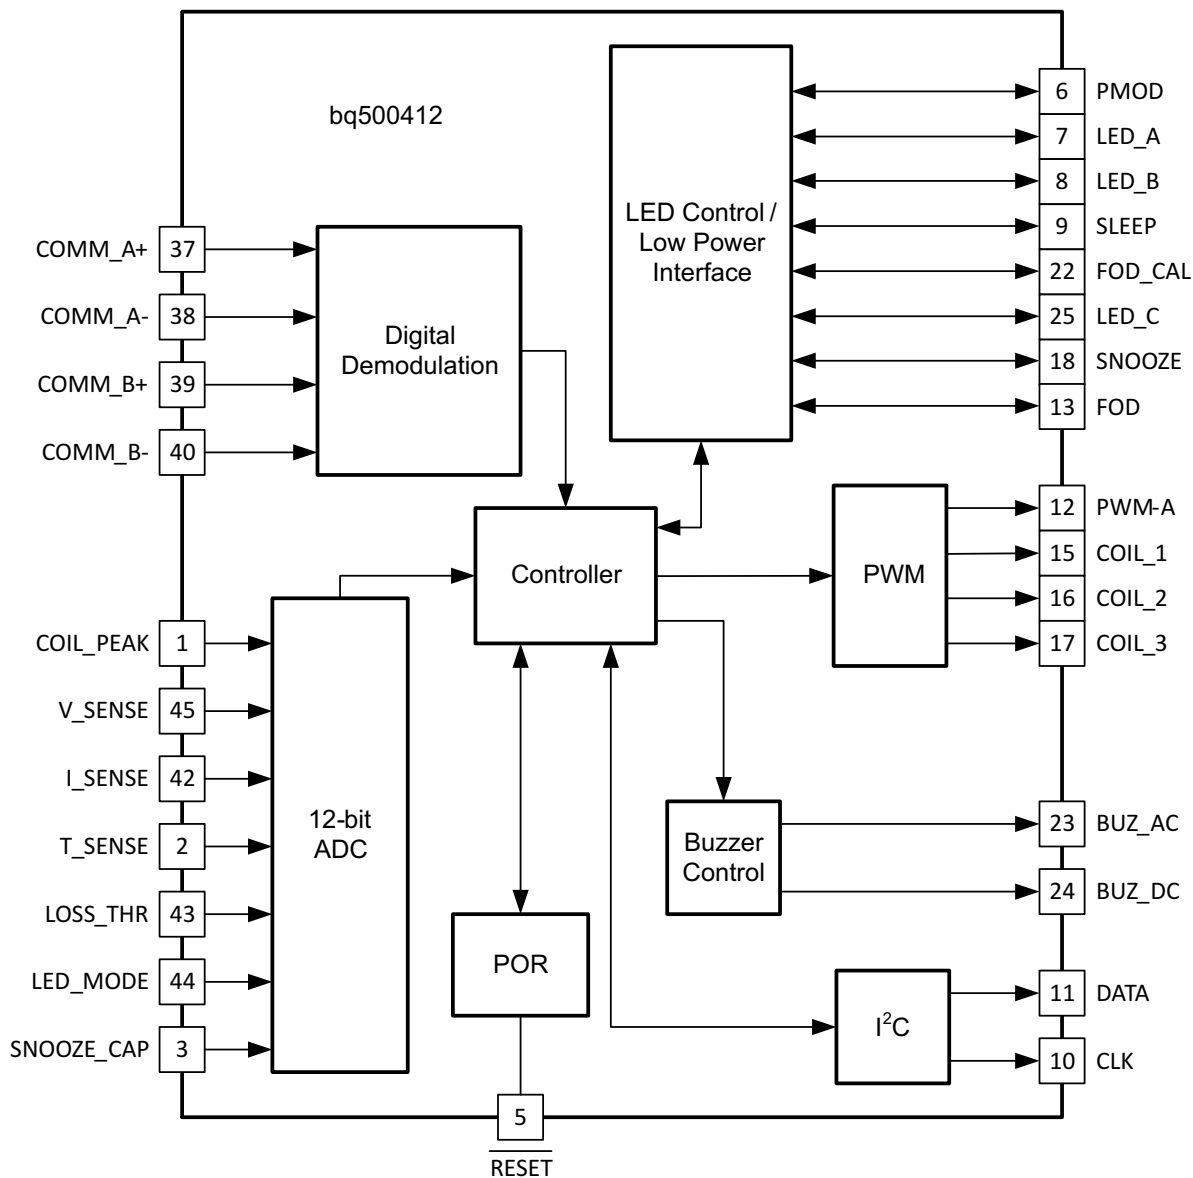 bq500412
COMM_A+ 37
COMM_A- 38
COMM_B+ 39
COMM_B- 40
Digital
Demodulation
LED Control /
Low Power
Interface
6 PMOD
7 LED_A
8 LED_B
9 SLEEP
22 FOD_CAL
25 LED_C
18 SNOOZE
13 FOD
Controller
PWM
12 PWM-A
15 COIL_1
16 COIL_2
17 COIL_3
COIL_PEAK 1
V_SENSE 45
I_SENSE 42
T_SENSE 2
LOSS_THR 43
LED_MODE 44
SNOOZE_CAP 3
12-bit
ADC
Buzzer
Control
23 BUZ_AC
24 BUZ_DC
POR
I²C
11 DATA
10 CLK
5
RESET